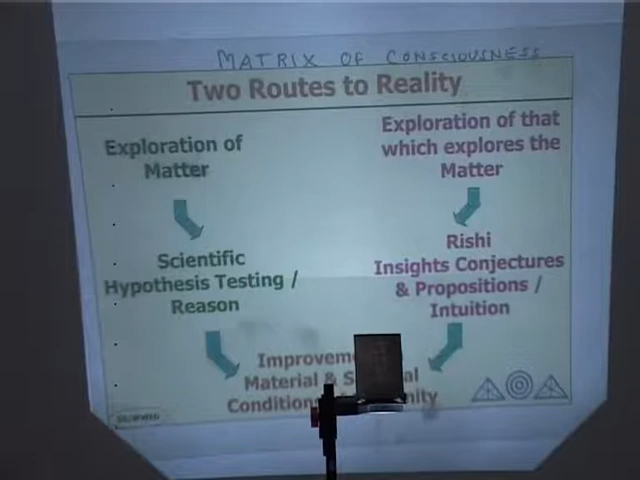 MATRIX OF CONSCIOUSNESS
Two Routes to Reality
Exploration of
Matter
Exploration of that
which explores the
Matter
Scientific
Hypothesis Testing /
Reason
Rishi
Insights Conjectures
& Propositions /
Intuition
Material &